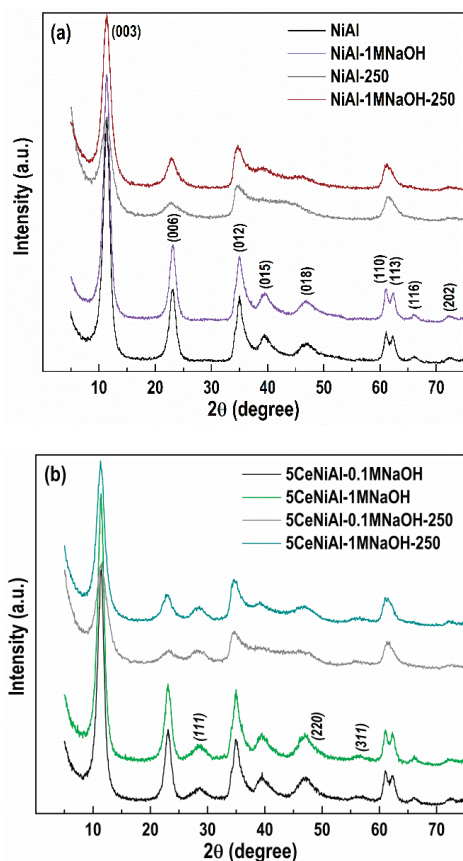 (a)
(003)
NiAl
NiAl-1MNaOH
NiAl-250
NiAl-1MNaOH-250
Intensity (a.u.)
(006)
(012)
(015)
(018)
(110)
(113)
(116)
(202)
10 20 30 40 50 60 70
2θ (degree)
(b)
5CeNiAl-0.1MNaOH
5CeNiAl-1MNaOH
5CeNiAl-0.1MNaOH-250
5CeNiAl-1MNaOH-250
Intensity (a.u.)
(111)
(220)
(311)
10 20 30 40 50 60 70
2θ (degree)